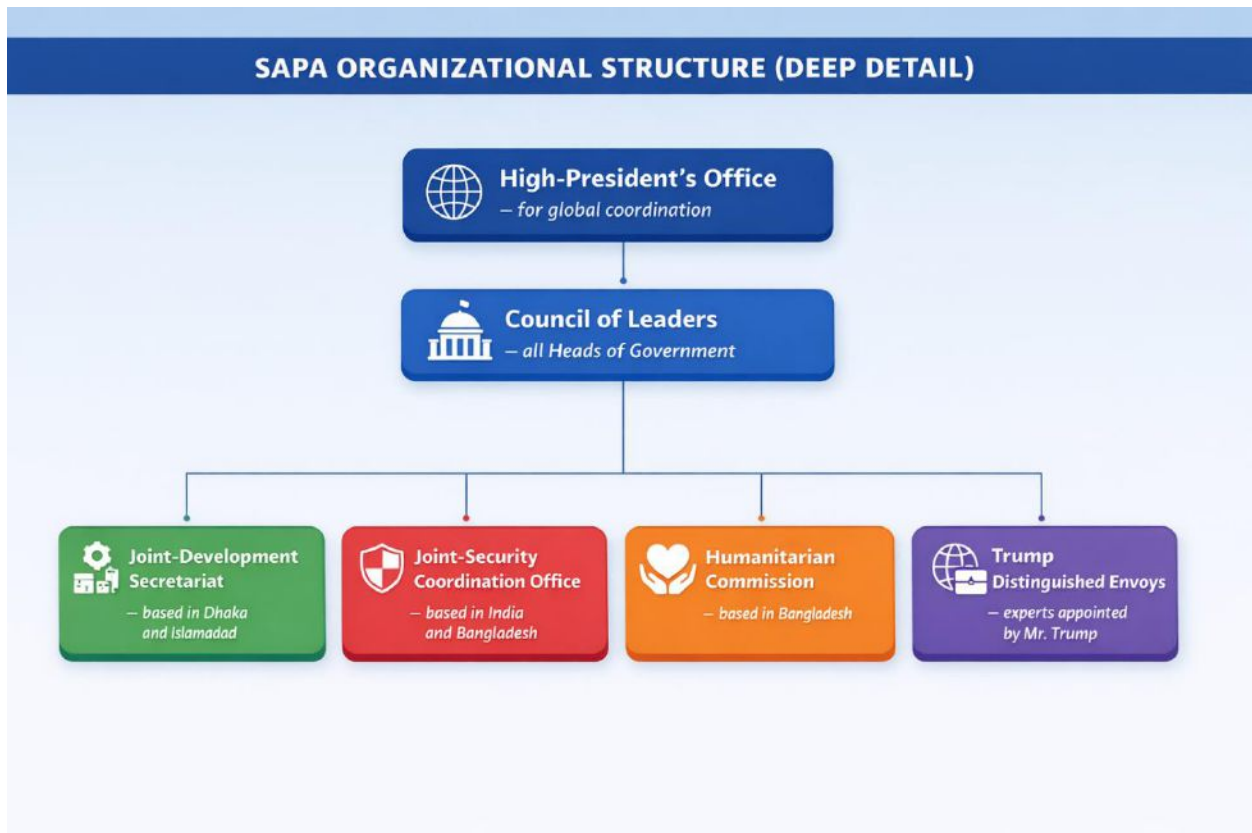 SAPA ORGANIZATIONAL STRUCTURE (DEEP DETAIL)
High-President's Office
– for global coordination
Council of Leaders
– all Heads of Government
Joint-Development
Secretariat
– based in Dhaka
and Islamadad
Joint-Security
Coordination Office
– based in India
and Bangladesh
Humanitarian
Commission
– based in Bangladesh
Trump
Distinguished Envoys
– experts appointed
by Mr. Trump